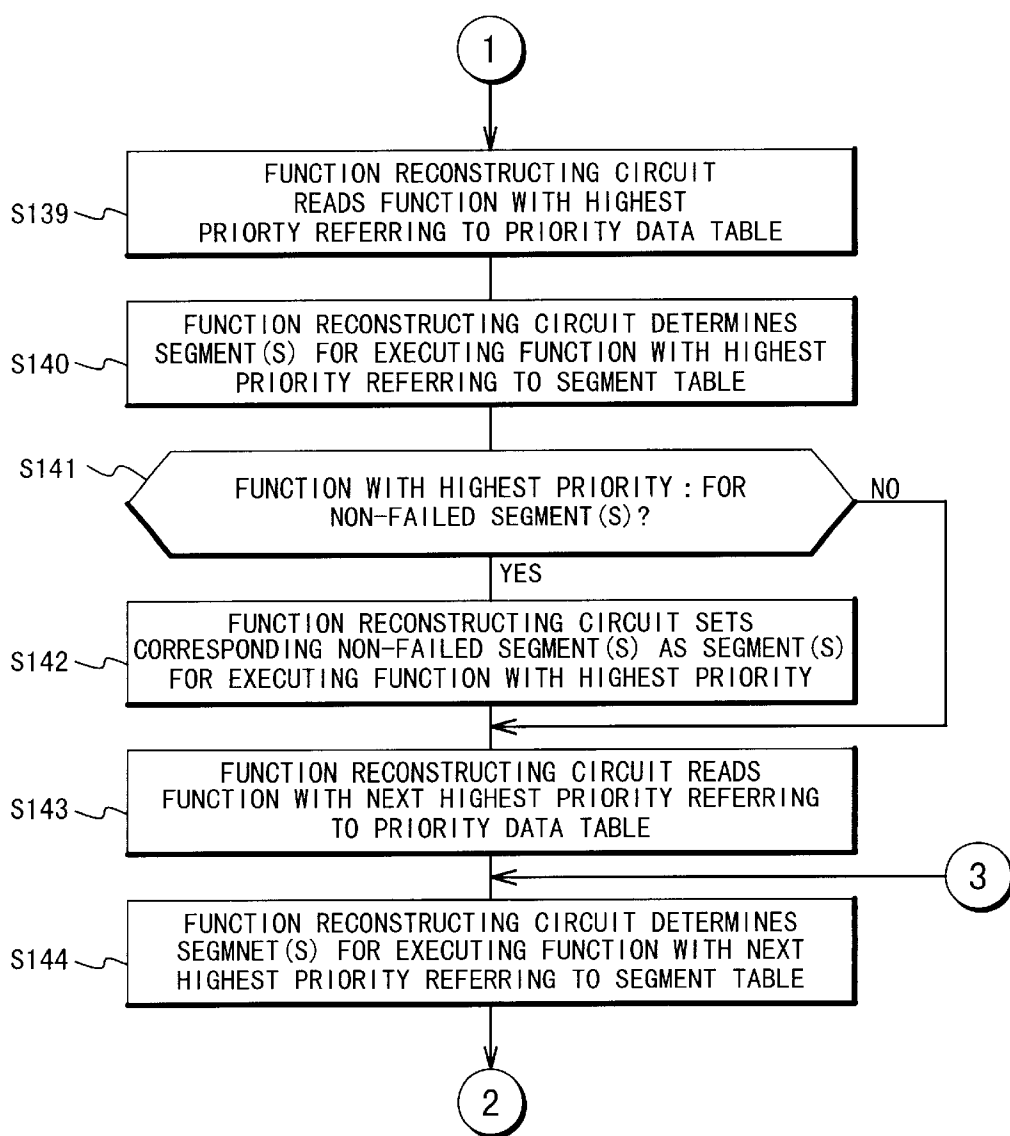 1
FUNCTION RECONSTRUCTING CIRCUIT
READS FUNCTION WITH HIGHEST
PRIORTY REFERRING TO PRIORITY DATA TABLE
S139
FUNCTION RECONSTRUCTING CIRCUIT DETERMINES
SEGMENT(S) FOR EXECUTING FUNCTION WITH HIGHEST
PRIORITY REFERRING TO SEGMENT TABLE
S140
S141
FUNCTION WITH HIGHEST PRIORITY : FOR
NON-FAILED SEGMENT(S)?
NO
YES
FUNCTION RECONSTRUCTING CIRCUIT SETS
CORRESPONDING NON-FAILED SEGMENT(S) AS SEGMENT(S)
FOR EXECUTING FUNCTION WITH HIGHEST PRIORITY
S142
FUNCTION RECONSTRUCTING CIRCUIT READS
FUNCTION WITH NEXT HIGHEST PRIORITY REFERRING
TO PRIORITY DATA TABLE
S143
3
FUNCTION RECONSTRUCTING CIRCUIT DETERMINES
SEGMNET(S) FOR EXECUTING FUNCTION WITH NEXT
HIGHEST PRIORITY REFERRING TO SEGMENT TABLE
S144
2